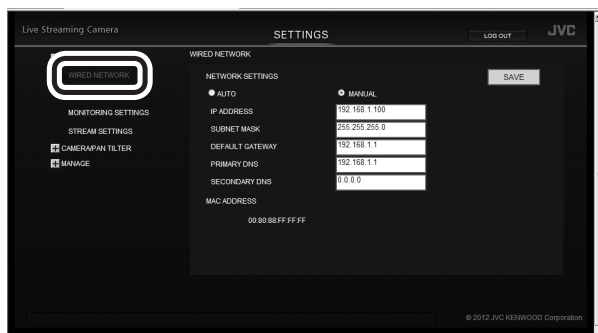 Live Streaming Camera
SETTINGS
LOG OUT
JVC
WIRED NETWORK
MONITORING SETTINGS
STREAM SETTINGS
CAMERA/PAN TILTER
MANAGE
WIRED NETWORK
NETWORK SETTINGS
SAVE
AUTO MANUAL
IP ADDRESS 192.168.1.100
SUBNET MASK 255.255.255.0
DEFAULT GATEWAY 192.168.1.1
PRIMARY DNS 192.168.1.1
SECONDARY DNS 0.0.0.0
MAC ADDRESS
00:80:88:FF:FF:FF
© 2012 JVC KENWOOD Corporation